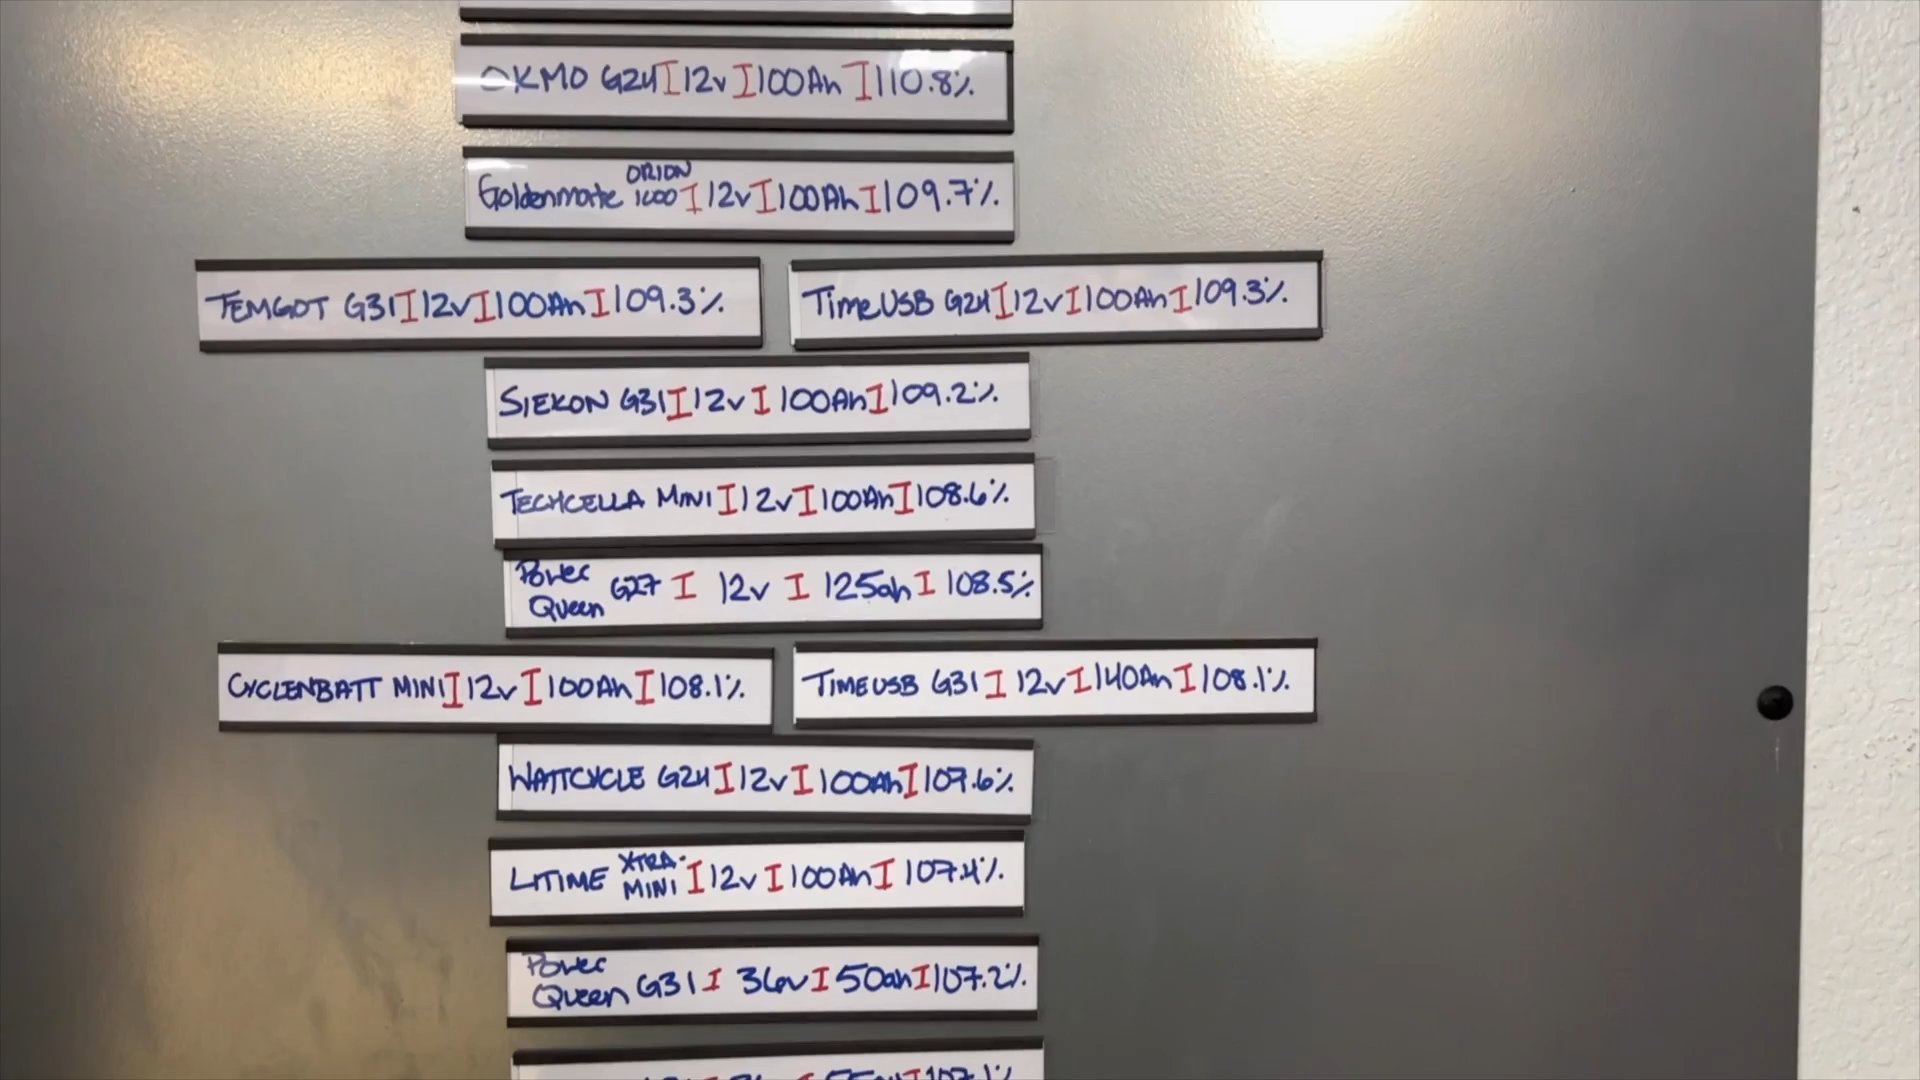 OKMO G24 I 12v I 100Ah I 110.8%
Goldenmate ORION 1000 I 12v I 100Ah I 109.7%
TEMGOT G31 I 12v I 100Ah I 109.3%
TimeUSB G24 I 12v I 100Ah I 109.3%
SIEKON G31 I 12v I 100Ah I 109.2%
TECHCELLA MINI I 12v I 100Ah I 108.6%
Power Queen G27 I 12v I 125ah I 108.5%
CYCLENBATT MINI I 12v I 100Ah I 108.1%
TIMEUSB G31 I 12v I 140Ah I 108.1%
WATTCYCLE G24 I 12v I 100Ah I 107.6%
LITIME XTRA-MINI I 12v I 100Ah I 107.4%
Power Queen G31 I 36v I 50ah I 107.2%
107.1%